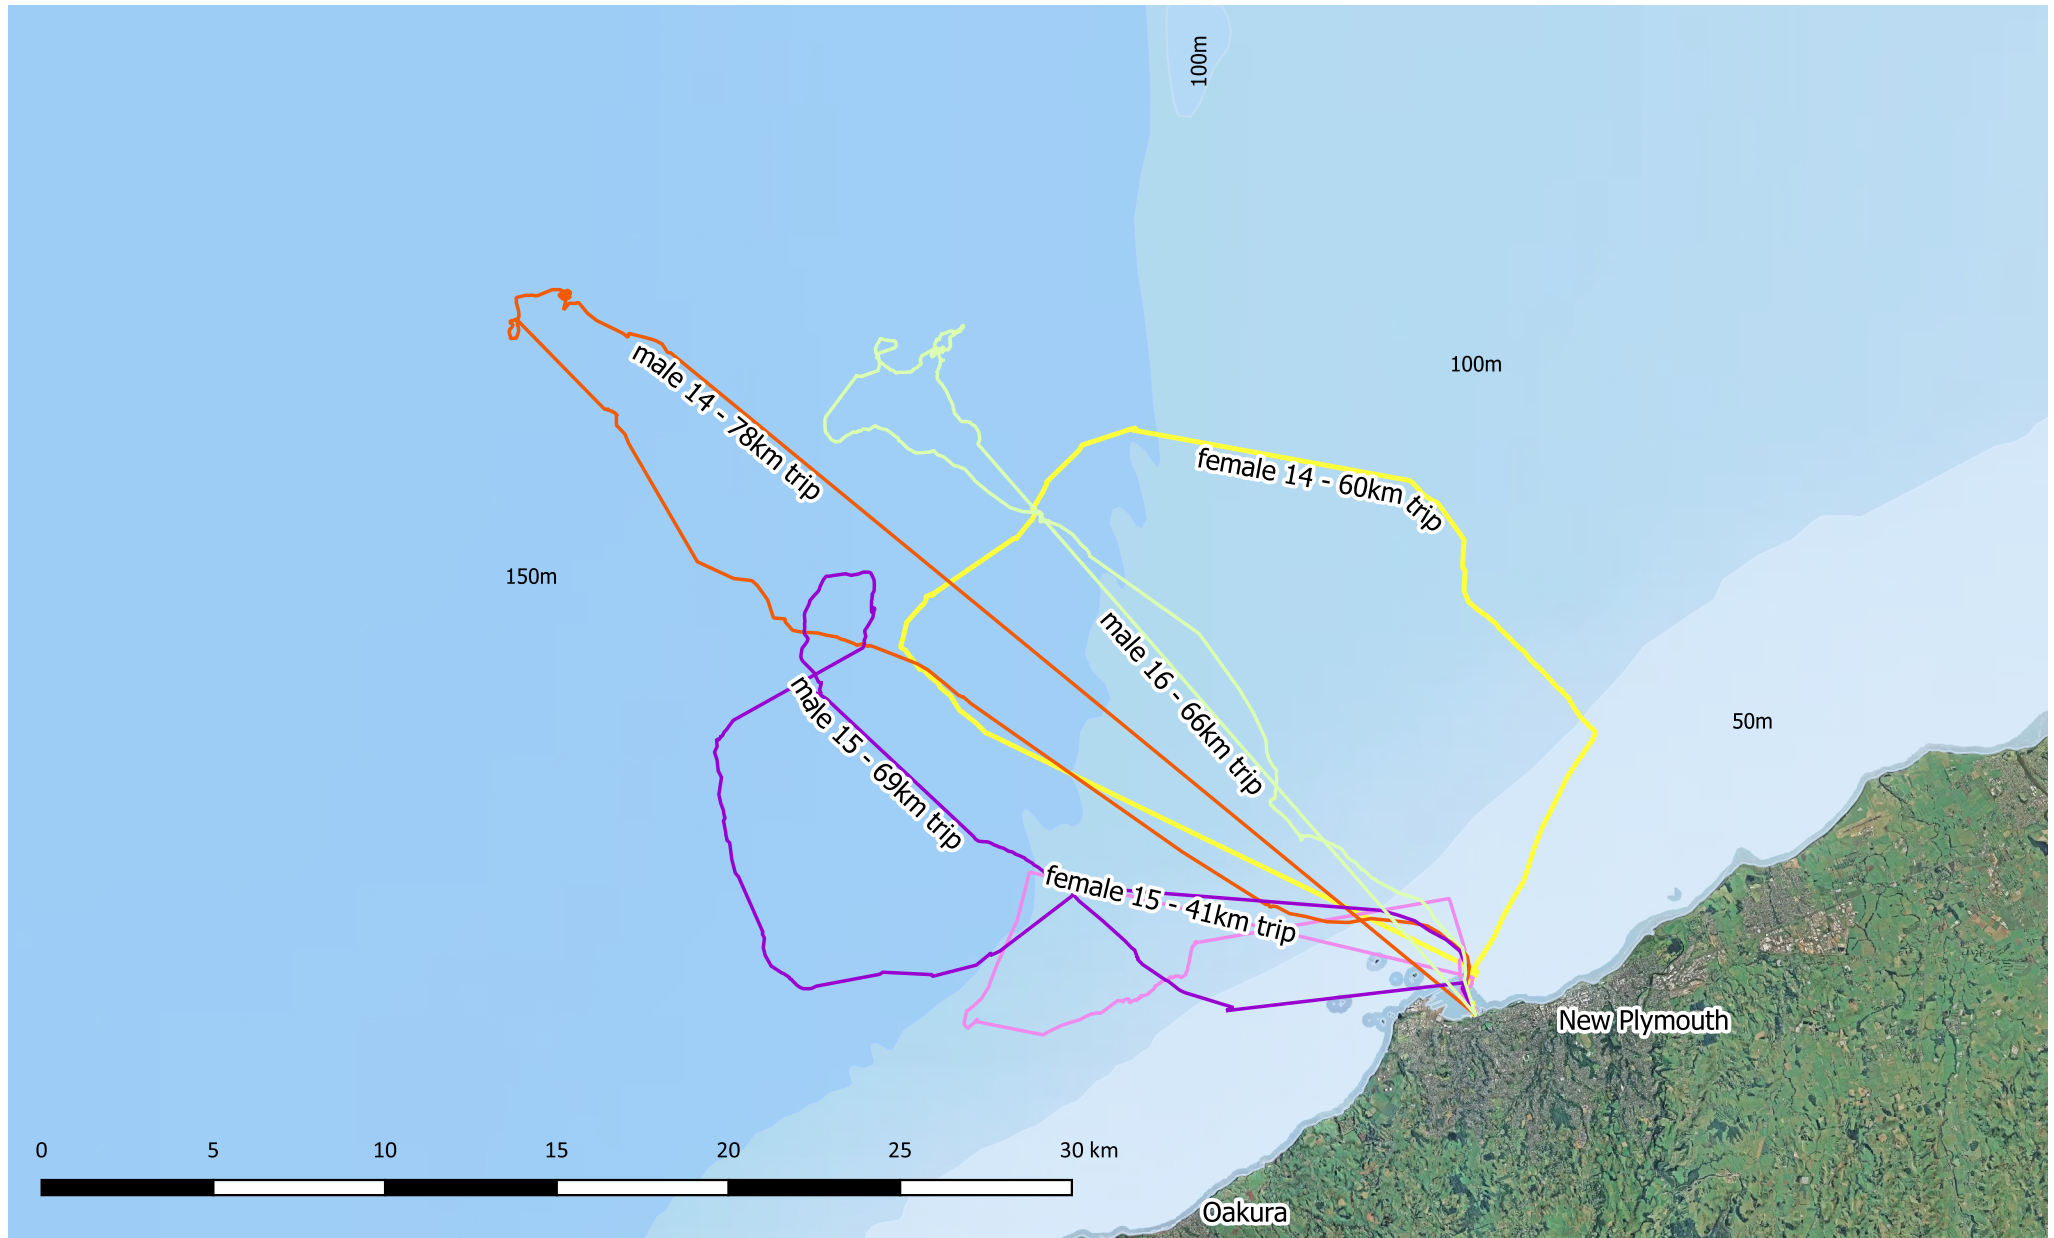 100m
male 14 - 78km trip
100m
female 14 - 60km trip
150m
male 16 - 66km trip
male 15 - 69km trip
50m
female 15 - 41km trip
New Plymouth
0 5 10 15 20 25 30 km
Oakura